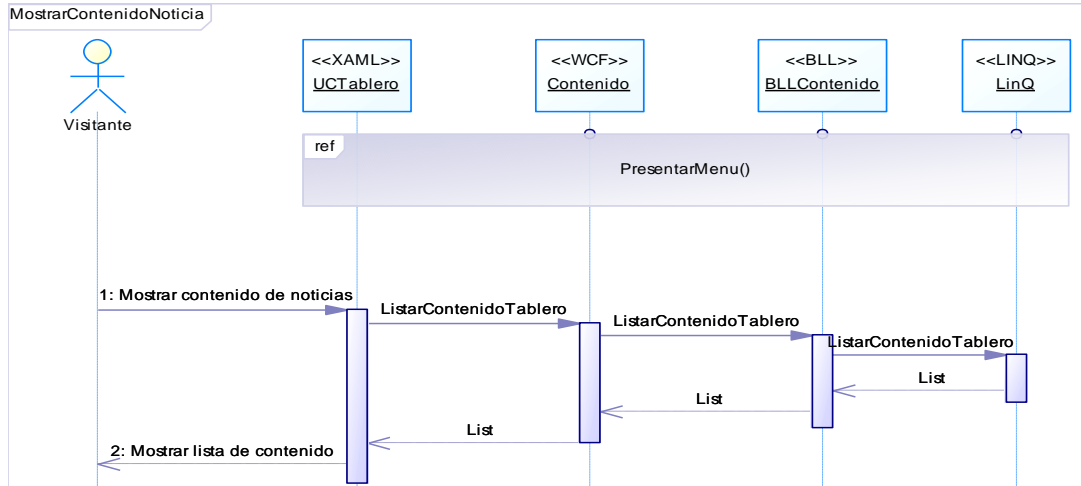 MostrarContenidoNoticia
<<XAML>>
UCTablero
<<WCF>>
Contenido
<<BLL>>
BLLContenido
<<LINQ>>
LinQ
Visitante
ref
PresentarMenu()
1: Mostrar contenido de noticias
ListarContenidoTablero
ListarContenidoTablero
ListarContenidoTablero
List
List
List
2: Mostrar lista de contenido